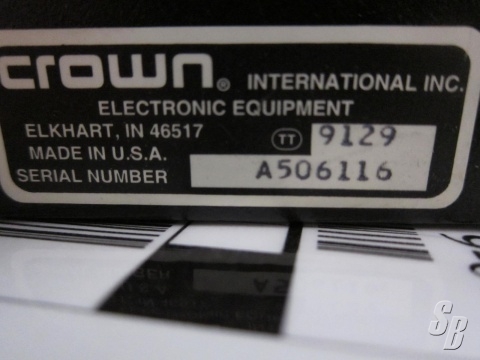 crown® INTERNATIONAL INC.
ELECTRONIC EQUIPMENT
ELKHART, IN 46517 TT 9129
MADE IN U.S.A.
SERIAL NUMBER A506116
SB